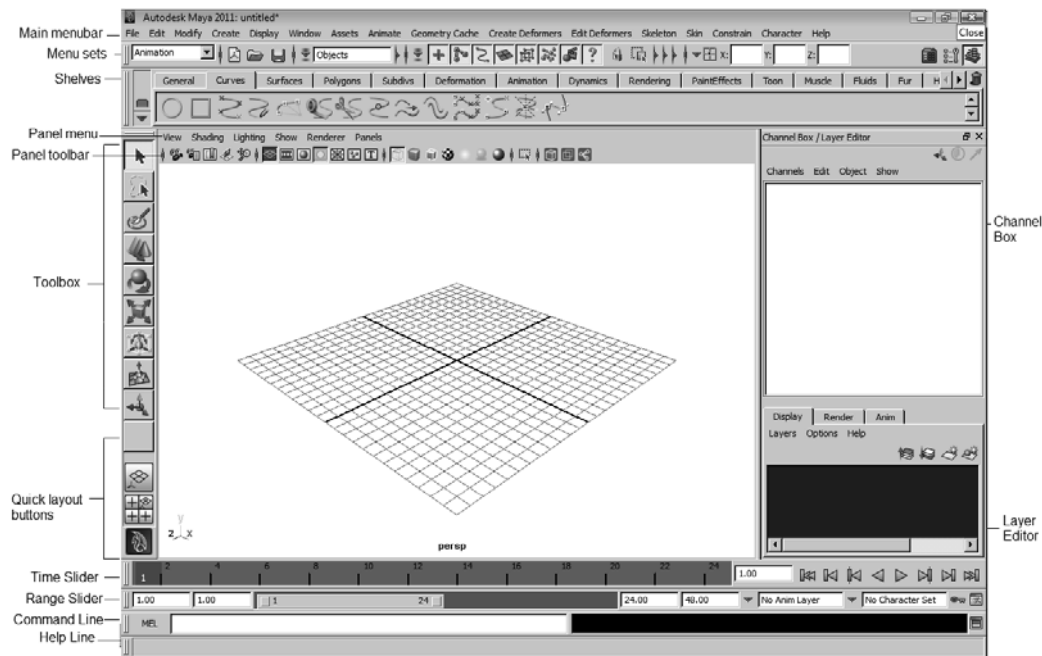 Autodesk Maya 2011: untitled*
Main menubar
File Edit Modify Create Display Window Assets Animate Geometry Cache Create Deformers Edit Deformers Skeleton Skin Constrain Character Help
Close
Menu sets
Animation
Objects
X:
Y:
Z:
Shelves
General Curves Surfaces Polygons Subdivs Deformation Animation Dynamics Rendering PaintEffects Toon Muscle Fluids Fur H
Panel menu
View Shading Lighting Show Renderer Panels
Channel Box / Layer Editor
Panel toolbar
Channels Edit Object Show
Channel
Box
Toolbox
Display Render Anim
Layers Options Help
Quick layout
buttons
y
z x
persp
Layer
Editor
Time Slider
1 2 4 6 8 10 12 14 16 18 20 22 24 1.00
Range Slider
1.00 1.00 1 24 24.00 48.00 No Anim Layer No Character Set
Command Line
MEL
Help Line